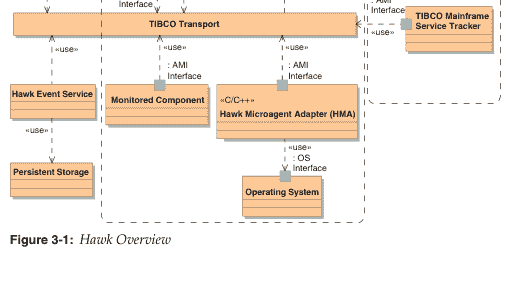 : AMI
Interface
Interface
TIBCO Transport
TIBCO Mainframe
Service Tracker
«use»
«use»
«use»
«use»
: AMI
Interface
: AMI
Interface
Hawk Event Service
Monitored Component
«C/C++»
Hawk Microagent Adapter (HMA)
«use»
«use»
: OS
Interface
Persistent Storage
Operating System
Figure 3-1: Hawk Overview